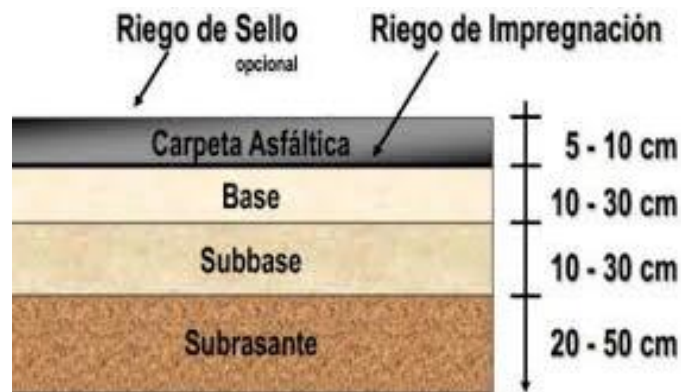 Riego de Sello
opcional
Riego de Impregnación
Carpeta Asfáltica
5 - 10 cm
Base
10 - 30 cm
Subbase
10 - 30 cm
Subrasante
20 - 50 cm